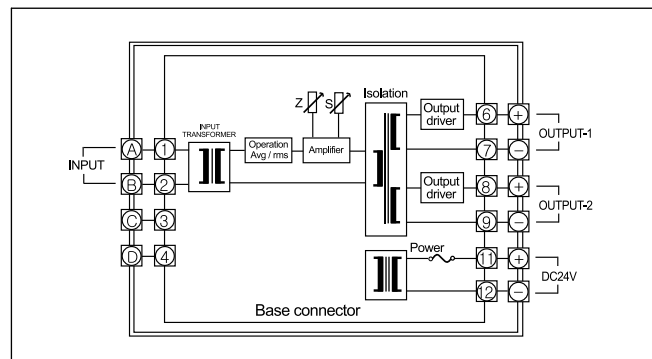 Isolation
Z
S
Output
driver
6
+
OUTPUT-1
INPUT
TRANSFORMER
Operation
Avg / rms
Amplifier
A
1
7
−
INPUT
B
2
Output
driver
8
+
OUTPUT-2
C
3
9
−
Power
D
4
11
+
DC24V
12
−
Base connector